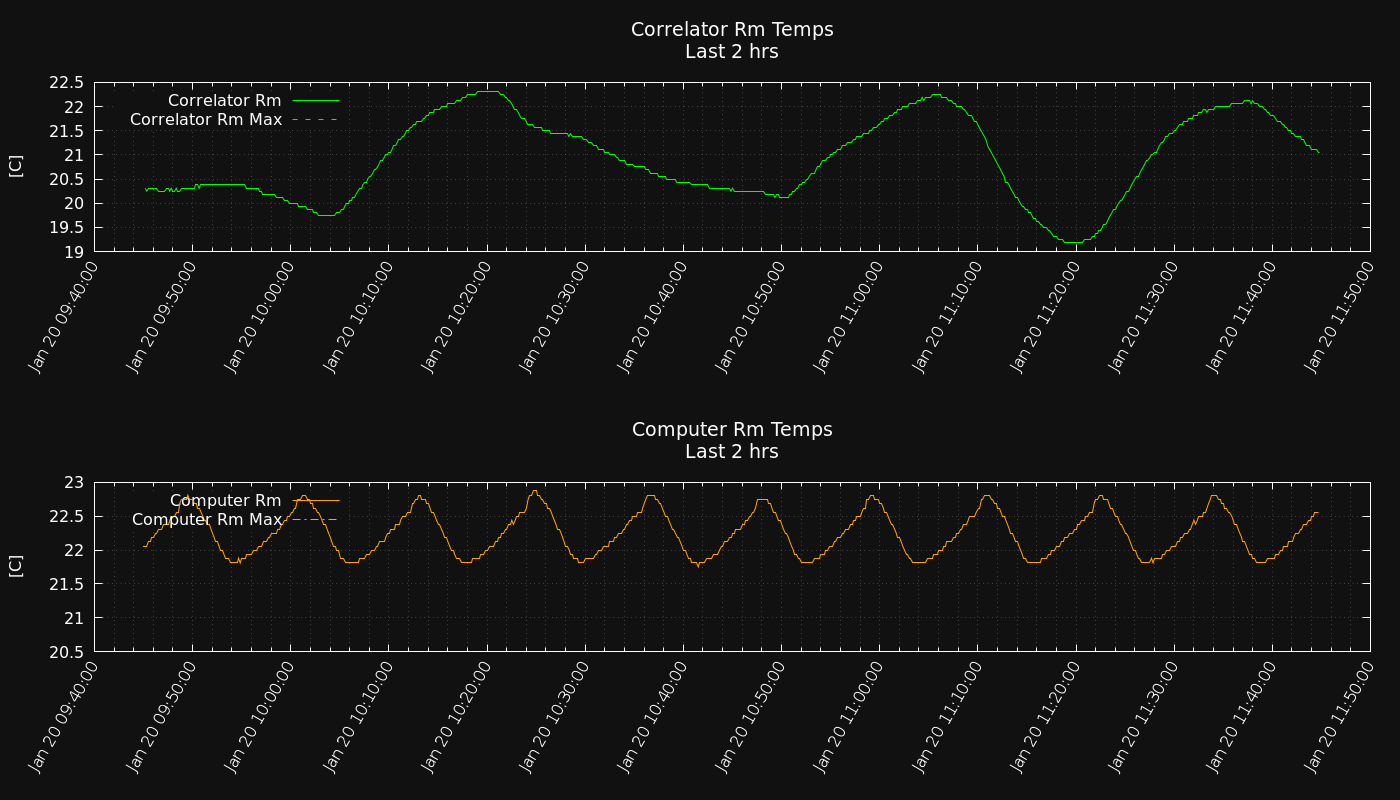 Correlator Rm Temps
Last 2 hrs
22.5
22
21.5
21
20.5
20
19.5
19
[C]
Correlator Rm
Correlator Rm Max
Jan 20 09:40:00
Jan 20 09:50:00
Jan 20 10:00:00
Jan 20 10:10:00
Jan 20 10:20:00
Jan 20 10:30:00
Jan 20 10:40:00
Jan 20 10:50:00
Jan 20 11:00:00
Jan 20 11:10:00
Jan 20 11:20:00
Jan 20 11:30:00
Jan 20 11:40:00
Jan 20 11:50:00
Computer Rm Temps
Last 2 hrs
23
22.5
22
21.5
21
20.5
[C]
Computer Rm
Computer Rm Max
Jan 20 09:40:00
Jan 20 09:50:00
Jan 20 10:00:00
Jan 20 10:10:00
Jan 20 10:20:00
Jan 20 10:30:00
Jan 20 10:40:00
Jan 20 10:50:00
Jan 20 11:00:00
Jan 20 11:10:00
Jan 20 11:20:00
Jan 20 11:30:00
Jan 20 11:40:00
Jan 20 11:50:00